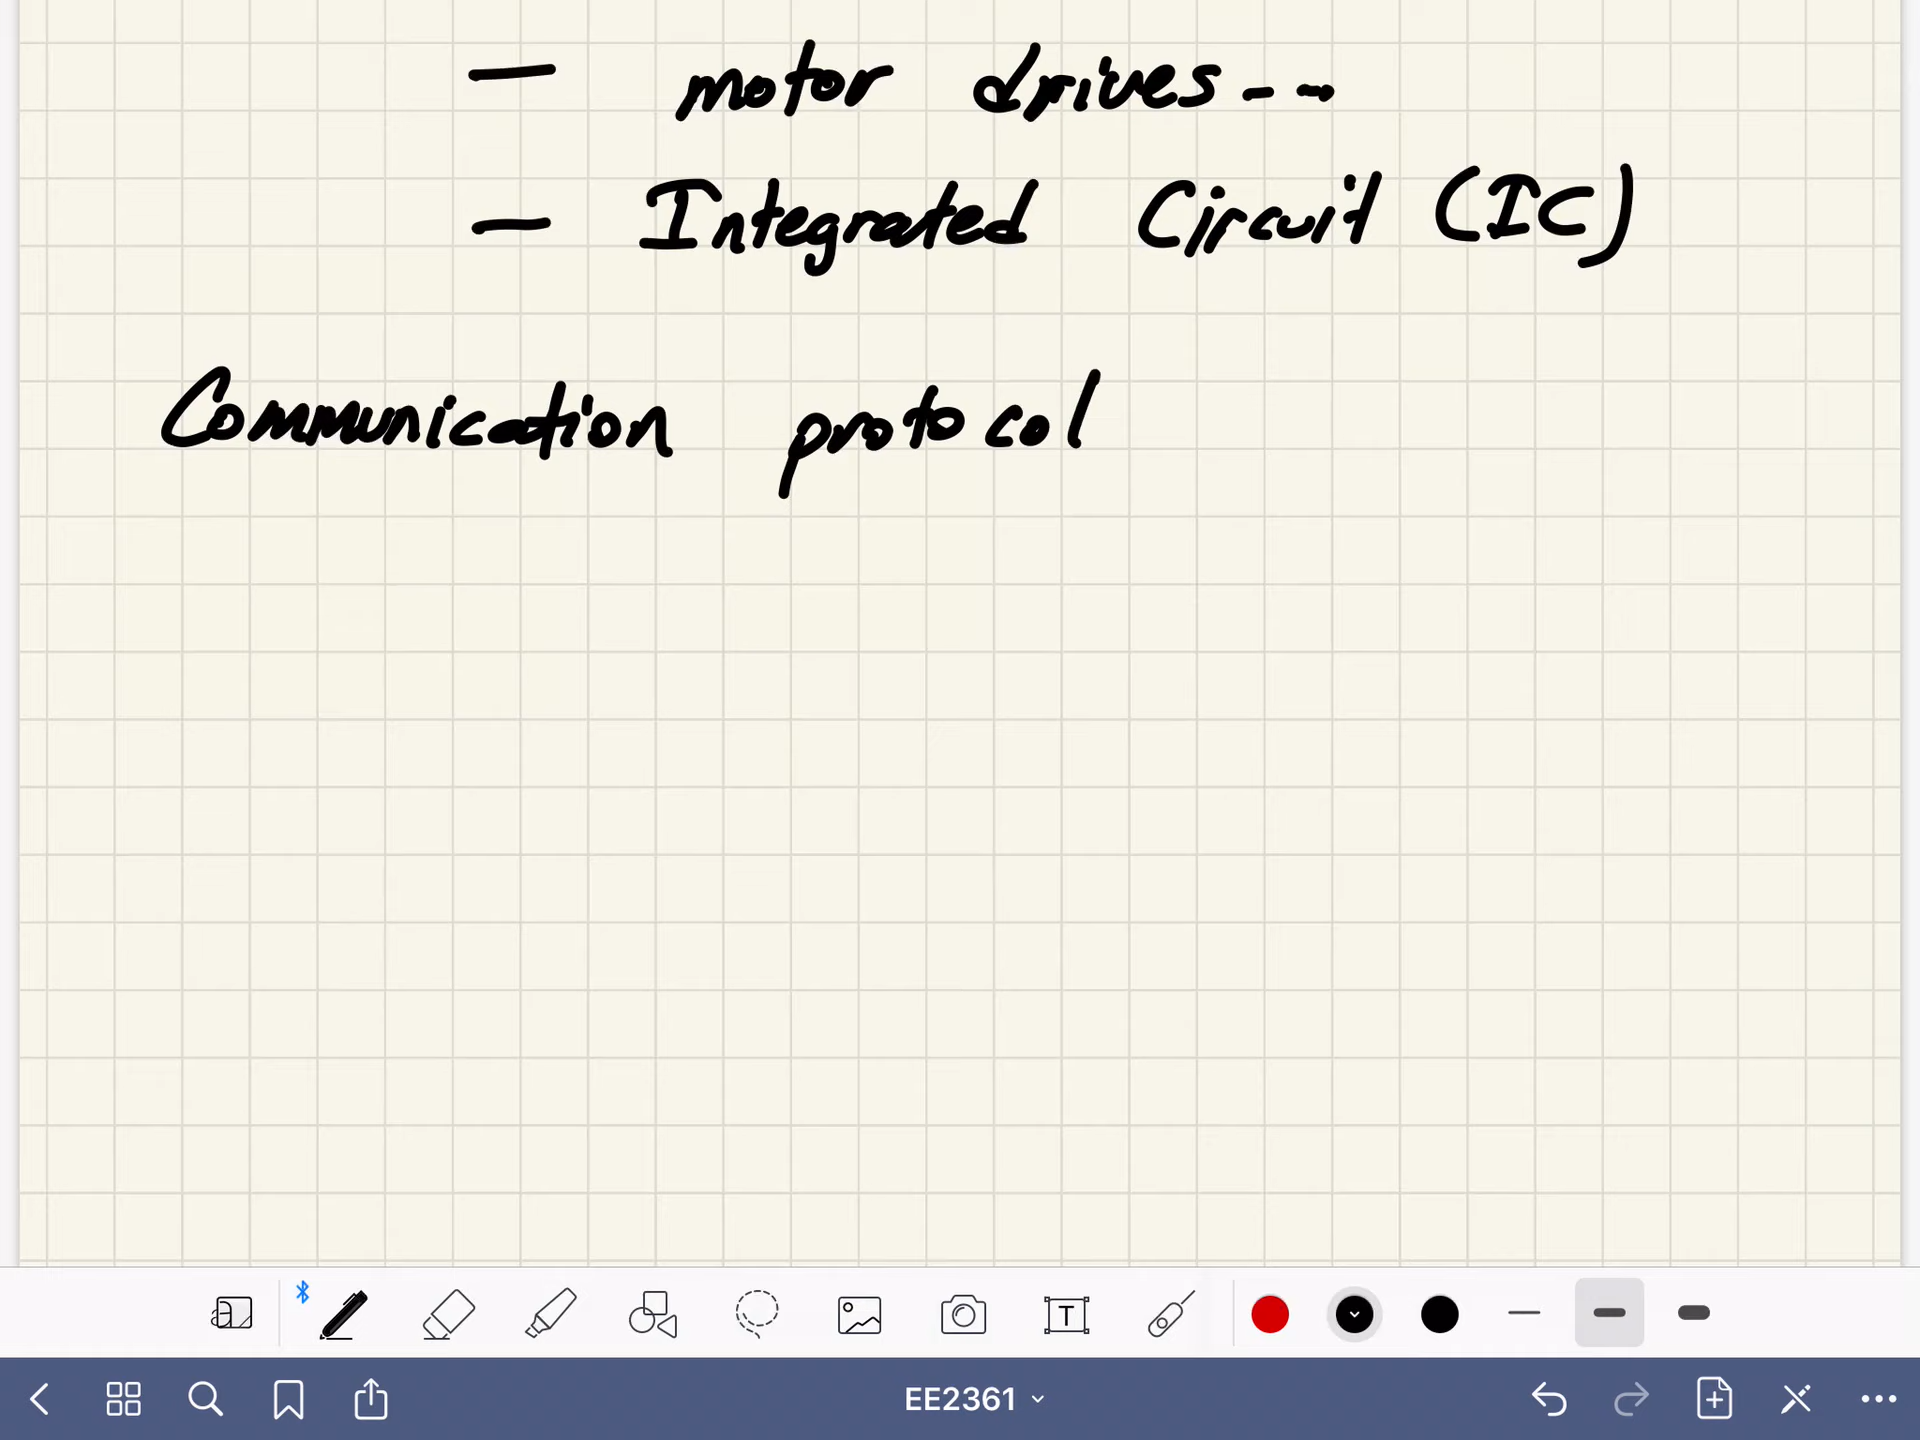 — motor drives---
— Integrated Circuit (IC)
Communication protocol
T
EE2361